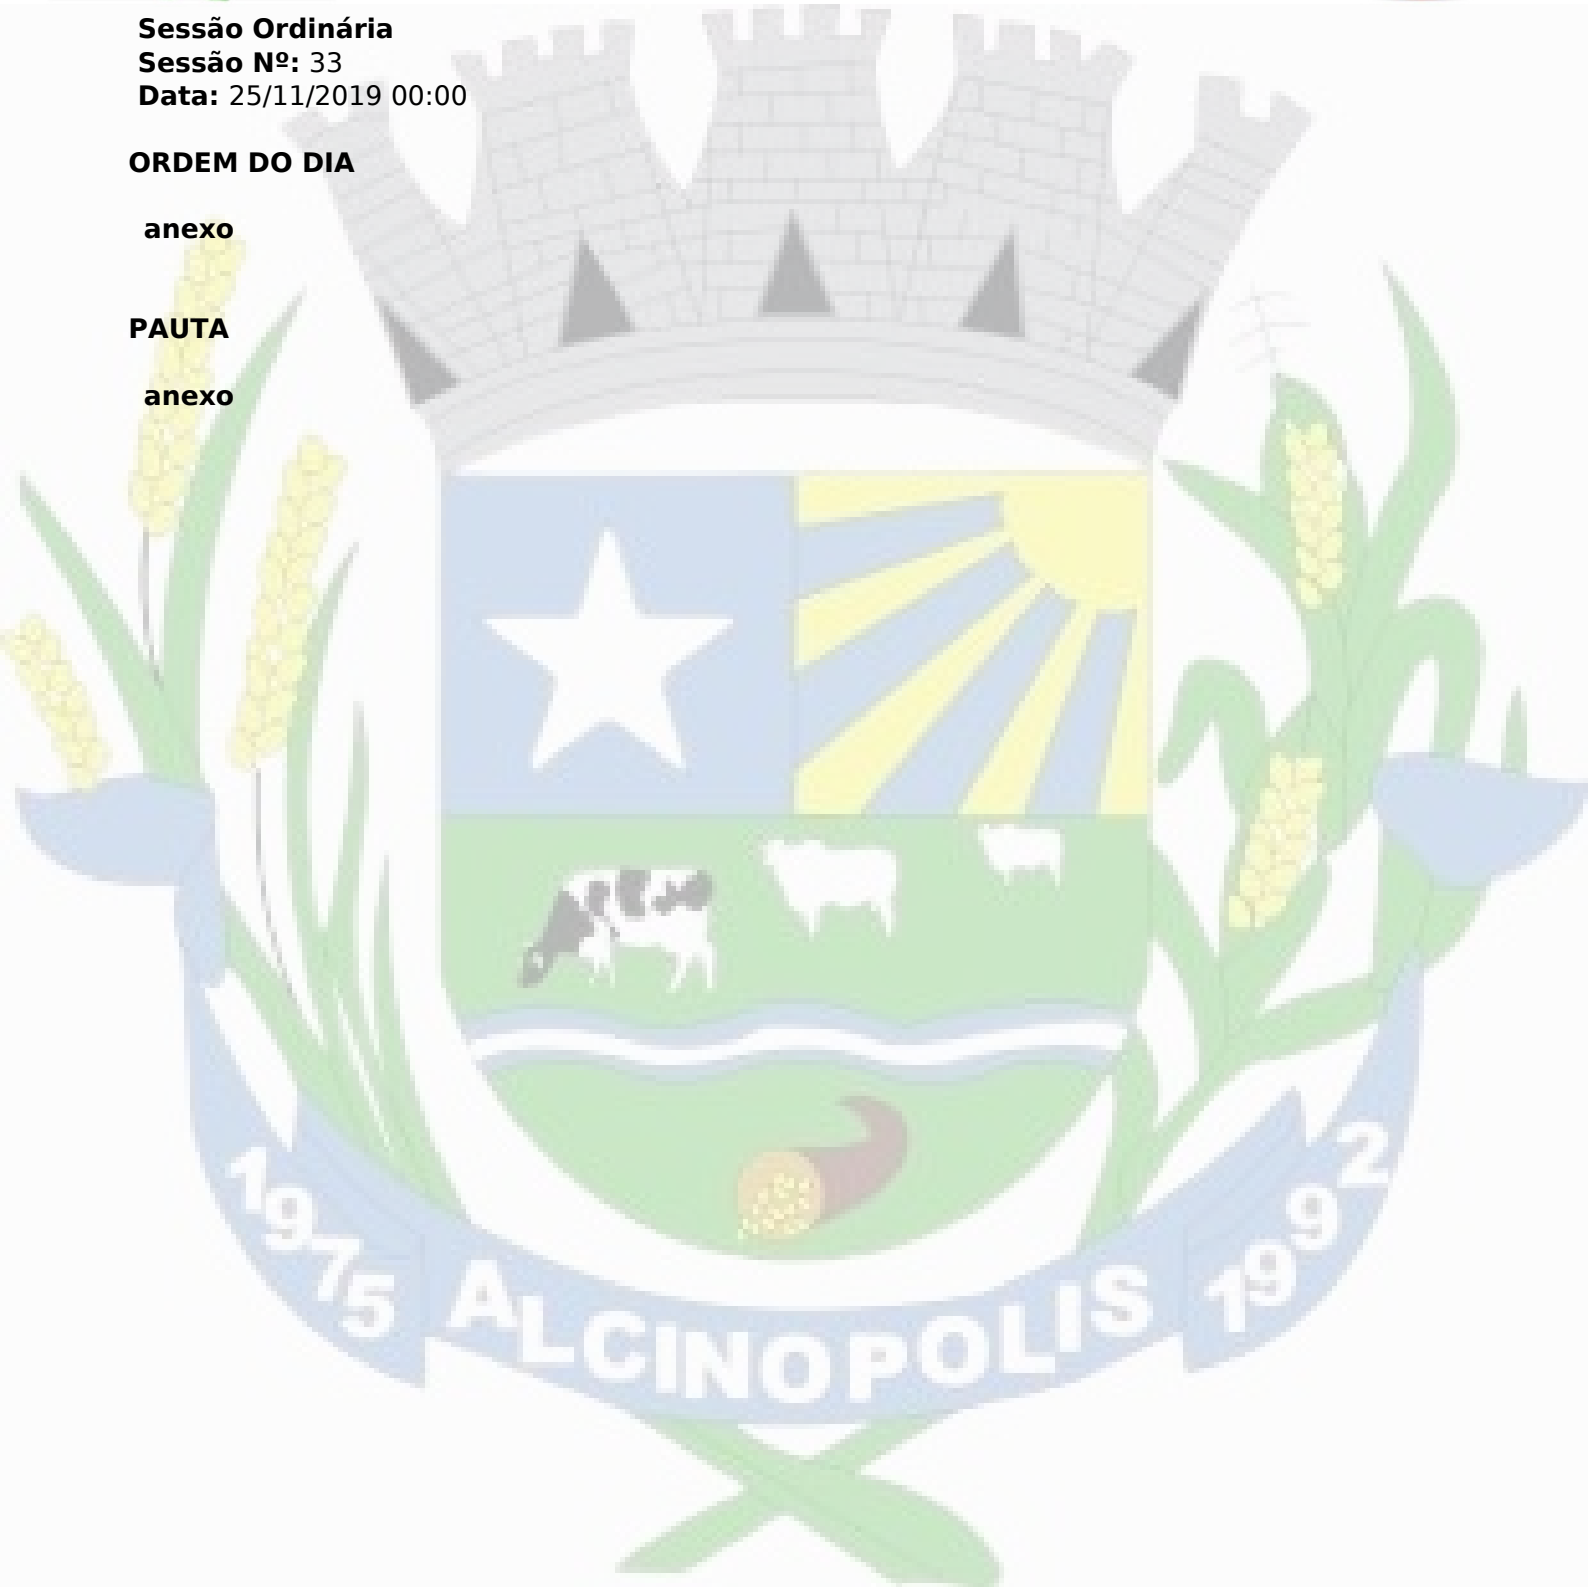 Sessão Ordinária
Sessão Nº: 33
Data: 25/11/2019 00:00
ORDEM DO DIA
anexo
PAUTA
anexo
1975 ALCINOPOLIS 1992